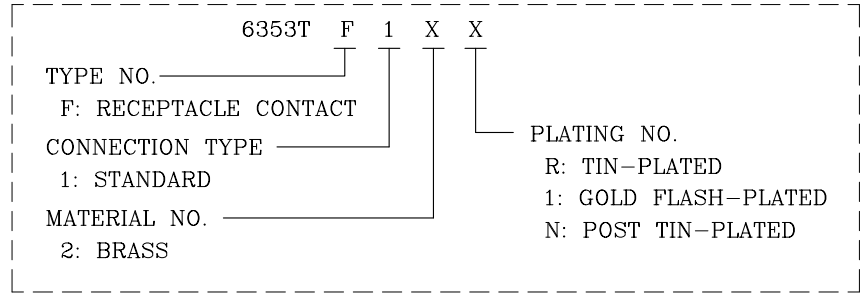 6353T F 1 X X
TYPE NO.
F: RECEPTACLE CONTACT
CONNECTION TYPE
1: STANDARD
MATERIAL NO.
2: BRASS
PLATING NO.
R: TIN-PLATED
1: GOLD FLASH-PLATED
N: POST TIN-PLATED